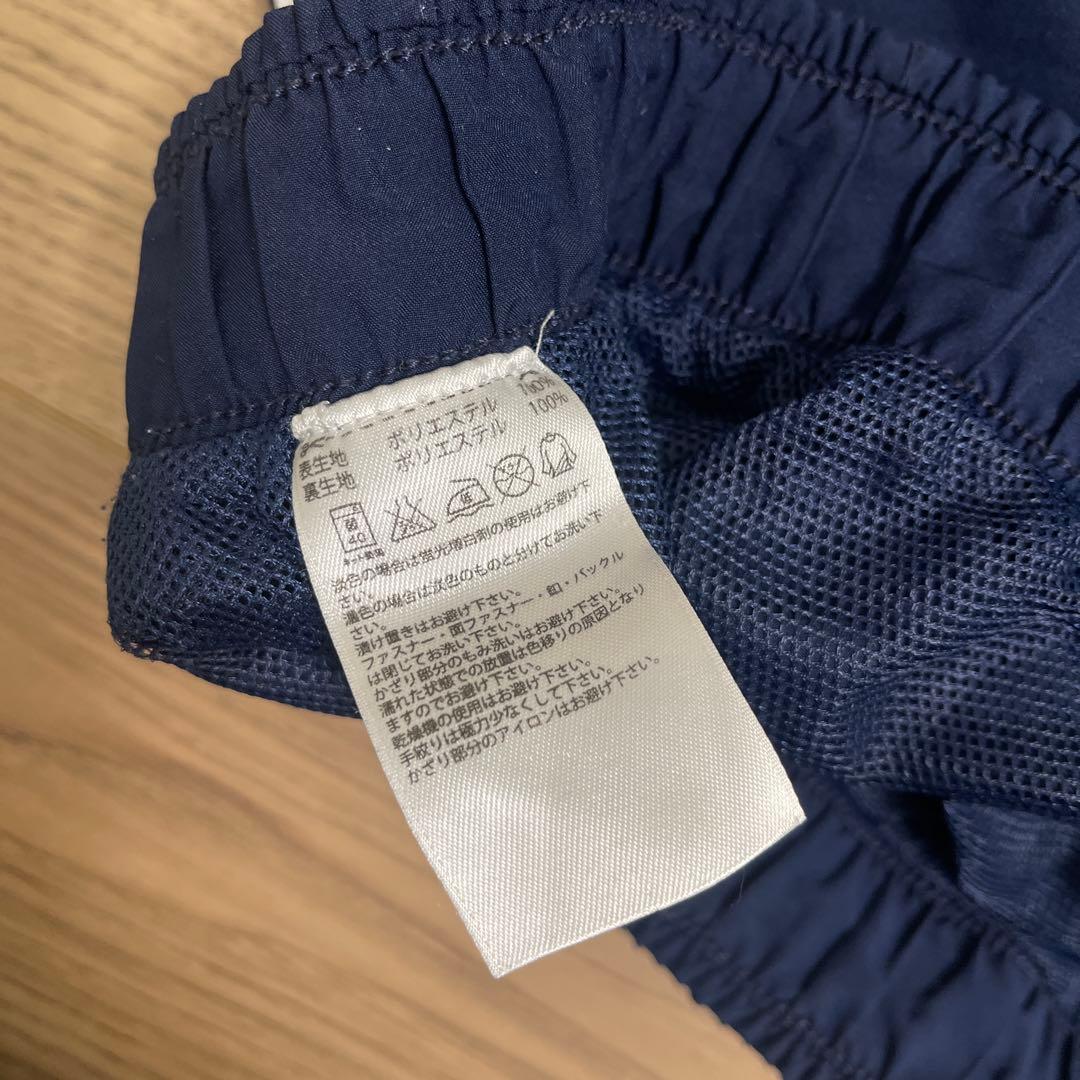 表生地 ポリエステル 100%
裏生地 ポリエステル 100%
弱
40
低
淡色の場合は蛍光増白剤の使用はお避け下
さい。
濃色の場合は淡色のものと分けてお洗い下
さい。
漬け置きはお避け下さい。
ファスナー・面ファスナー・釦・バックル
は閉じてお洗い下さい。
かざり部分のもみ洗いはお避け下さい。
濡れた状態での放置は色移りの原因となり
ますのでお避け下さい。
乾燥機の使用はお避け下さい。
手絞りは極力少なくして下さい。
かざり部分のアイロンはお避け下さい。